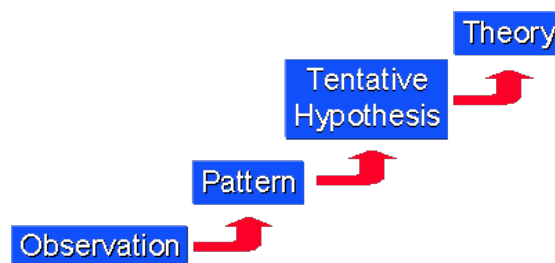 Theory
Tentative
Hypothesis
Pattern
Observation